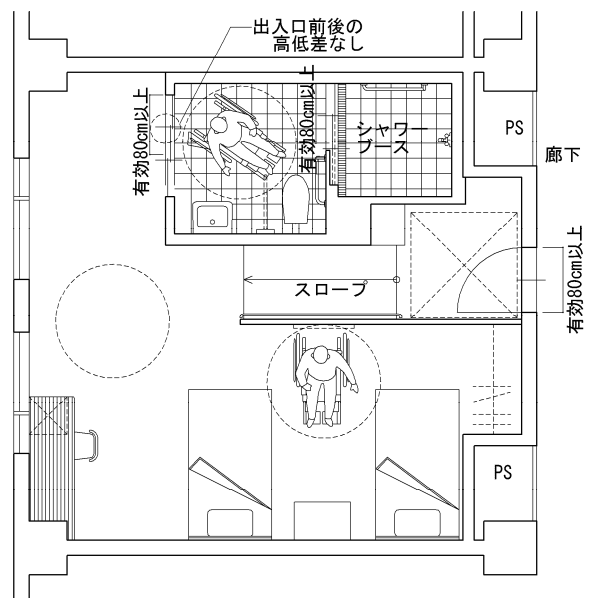 出入口前後の
高低差なし
有効80cm以上
有効80cm以上
シャワー
ブース
PS
廊下
有効80cm以上
スロープ
PS